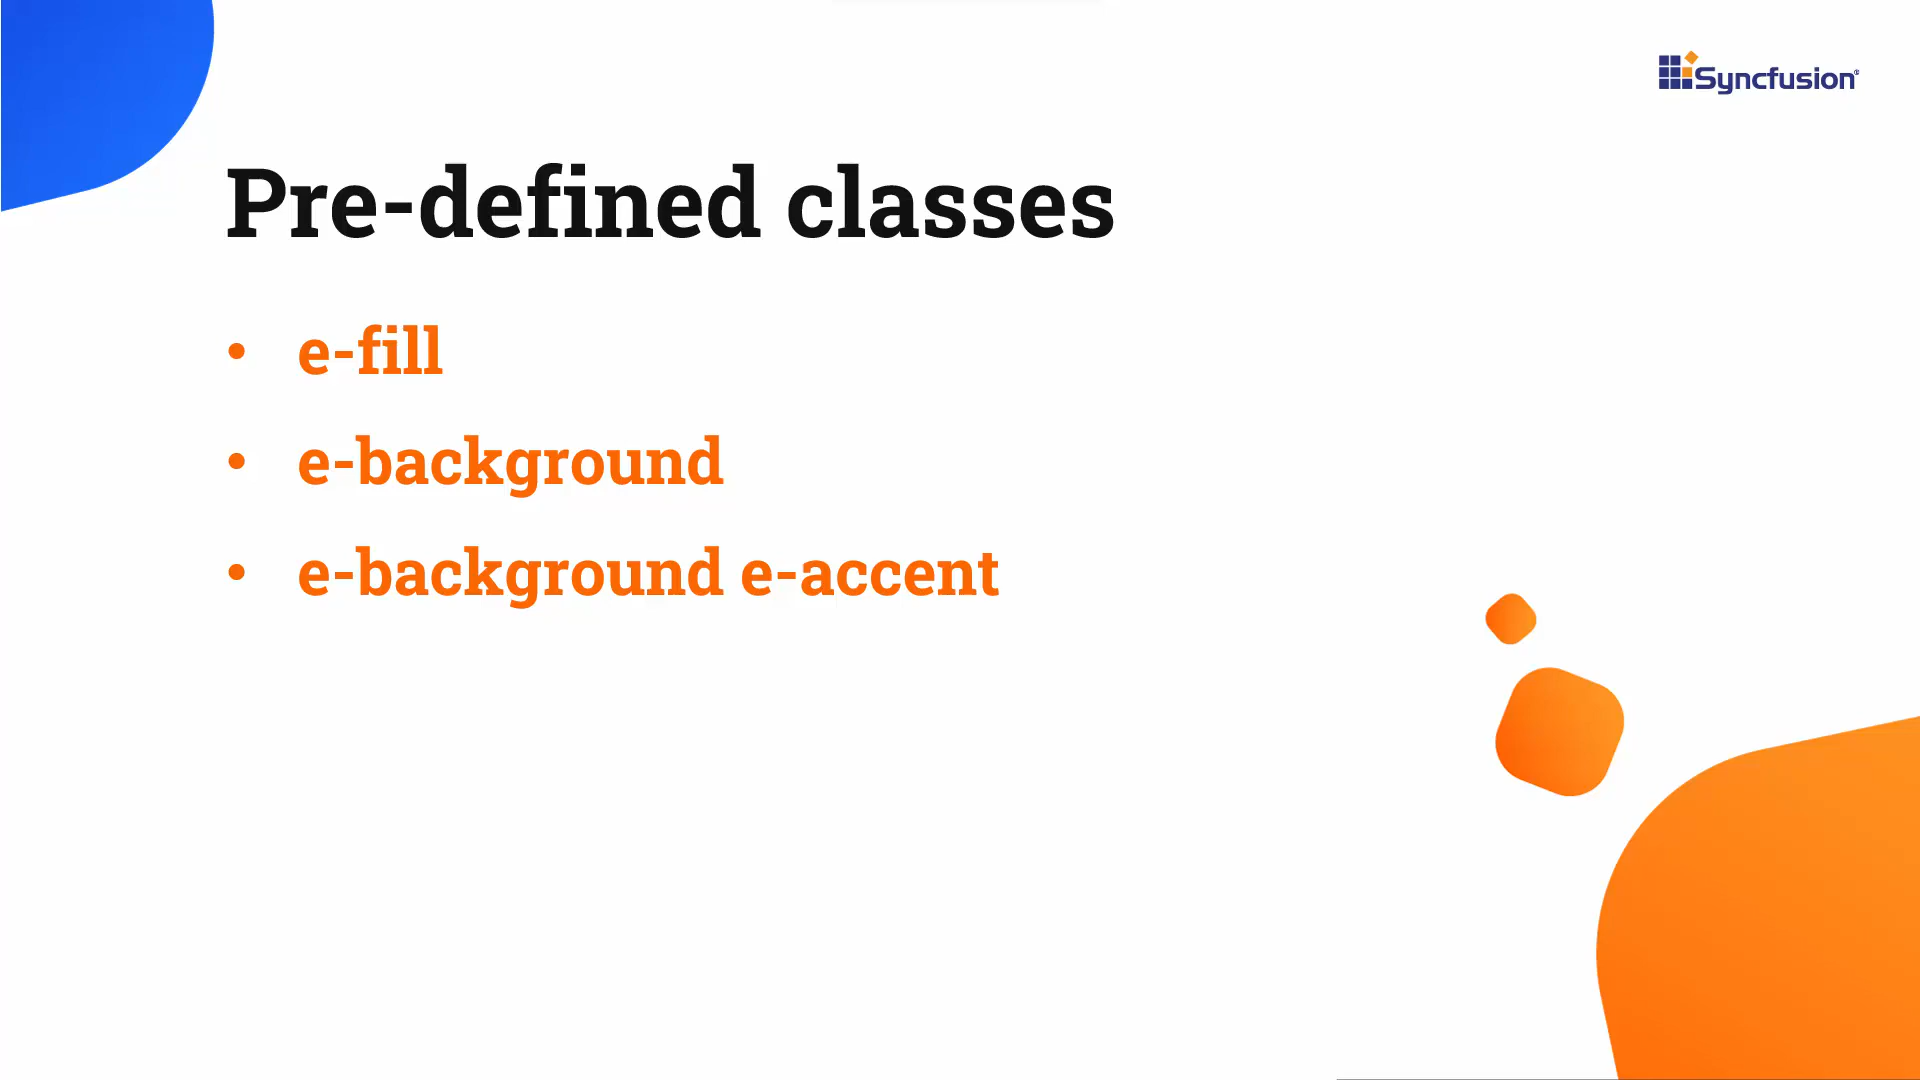 Syncfusion®
Pre-defined classes
• e-fill
• e-background
• e-background e-accent